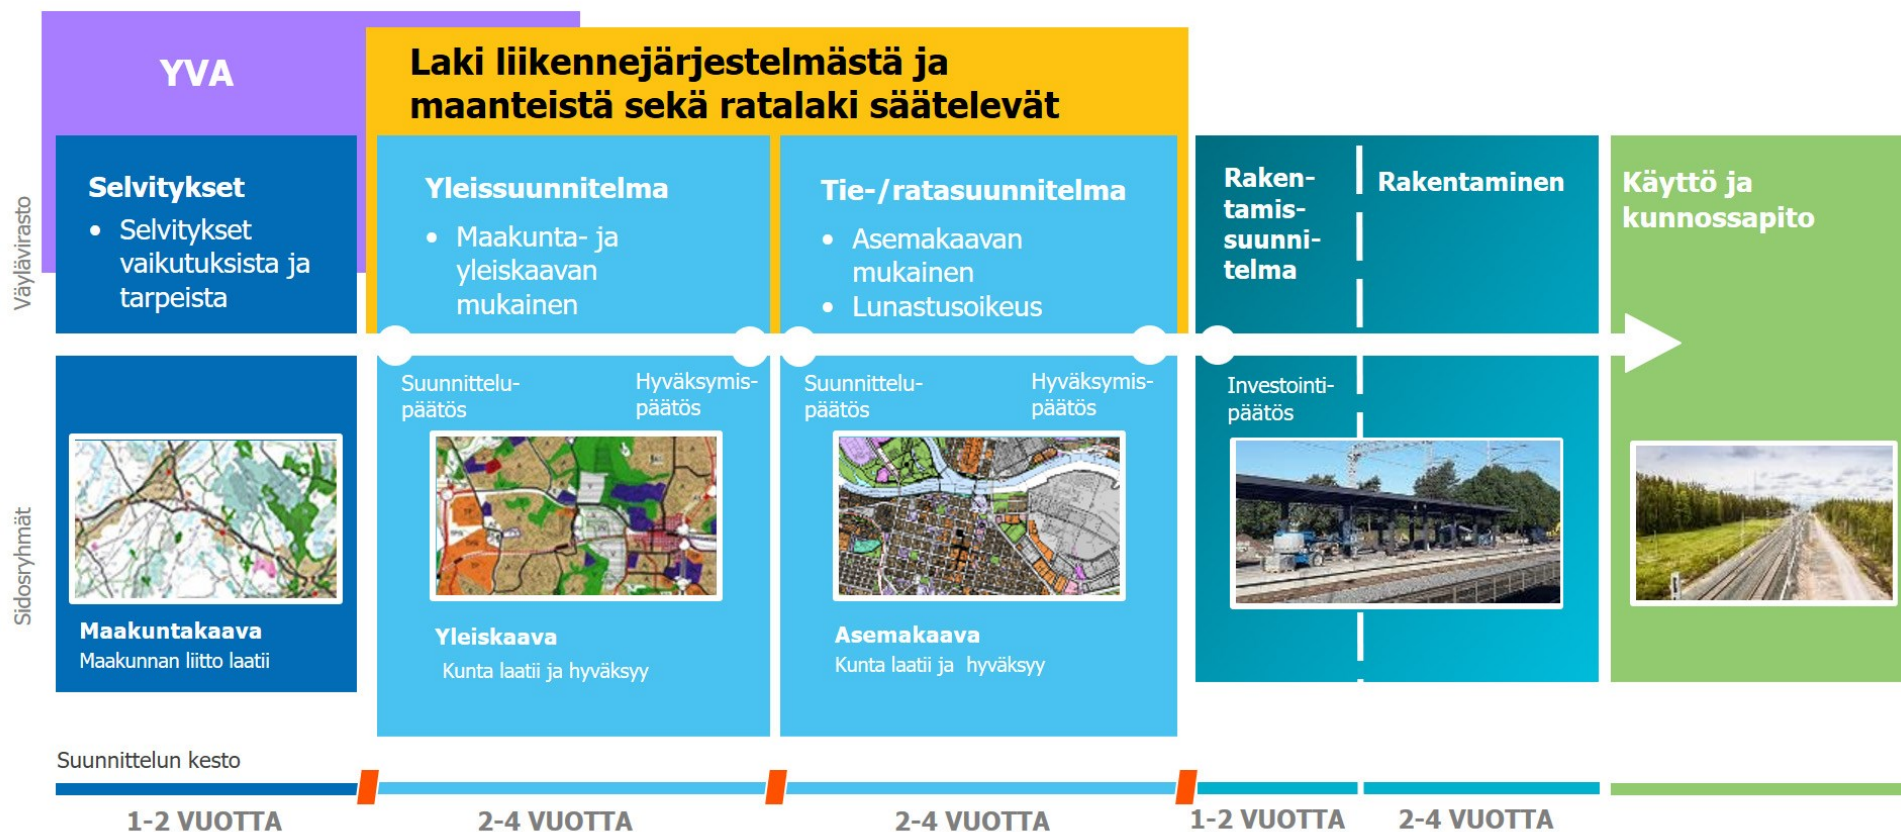 YVA
Laki liikennejärjestelmästä ja
maanteistä sekä ratalaki säätelevät
Väylävirasto
Selvitykset
• Selvitykset
vaikutuksista ja
tarpeista
Yleissuunnitelma
• Maakunta- ja
yleiskaavan
mukainen
Tie-/ratasuunnitelma
• Asemakaavan
mukainen
• Lunastusoikeus
Raken-
tamis-
suunni-
telma
Rakentaminen
Käyttö ja
kunnossapito
Suunnittelu-
päätös
Hyväksymis-
päätös
Suunnittelu-
päätös
Hyväksymis-
päätös
Investointi-
päätös
Sidosryhmät
Maakuntakaava
Maakunnan liitto laatii
Yleiskaava
Kunta laatii ja hyväksyy
Asemakaava
Kunta laatii ja hyväksyy
Suunnittelun kesto
1-2 VUOTTA
2-4 VUOTTA
2-4 VUOTTA
1-2 VUOTTA
2-4 VUOTTA